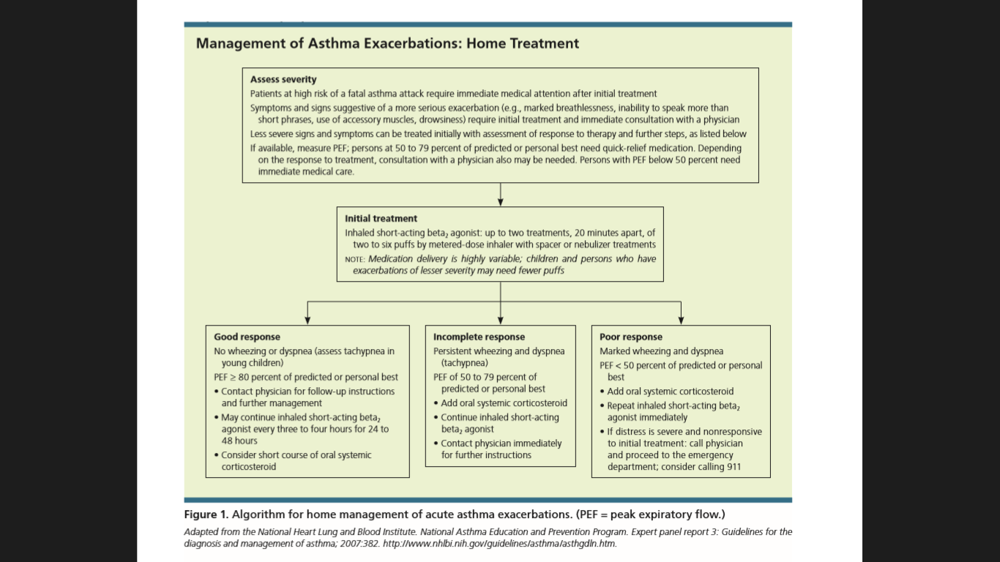 Management of Asthma Exacerbations: Home Treatment
Assess severity
Patients at high risk of a fatal asthma attack require immediate medical attention after initial treatment
Symptoms and signs suggestive of a more serious exacerbation (e.g., marked breathlessness, inability to speak more than
short phrases, use of accessory muscles, drowsiness) require initial treatment and immediate consultation with a physician
Less severe signs and symptoms can be treated initially with assessment of response to therapy and further steps, as listed below
If available, measure PEF; persons at 50 to 79 percent of predicted or personal best need quick-relief medication. Depending
on the response to treatment, consultation with a physician also may be needed. Persons with PEF below 50 percent need
immediate medical care.
Initial treatment
Inhaled short-acting beta₂ agonist: up to two treatments, 20 minutes apart, of
two to six puffs by metered-dose inhaler with spacer or nebulizer treatments
NOTE: Medication delivery is highly variable; children and persons who have
exacerbations of lesser severity may need fewer puffs
Good response
No wheezing or dyspnea (assess tachypnea in
young children)
PEF ≥ 80 percent of predicted or personal best
• Contact physician for follow-up instructions
and further management
• May continue inhaled short-acting beta₂
agonist every three to four hours for 24 to
48 hours
• Consider short course of oral systemic
corticosteroid
Incomplete response
Persistent wheezing and dyspnea
(tachypnea)
PEF of 50 to 79 percent of
predicted or personal best
• Add oral systemic corticosteroid
• Continue inhaled short-acting
beta₂ agonist
• Contact physician immediately
for further instructions
Poor response
Marked wheezing and dyspnea
PEF < 50 percent of predicted or personal
best
• Add oral systemic corticosteroid
• Repeat inhaled short-acting beta₂
agonist immediately
• If distress is severe and nonresponsive
to initial treatment: call physician
and proceed to the emergency
department; consider calling 911
Figure 1. Algorithm for home management of acute asthma exacerbations. (PEF = peak expiratory flow.)
Adapted from the National Heart Lung and Blood Institute. National Asthma Education and Prevention Program. Expert panel report 3: Guidelines for the
diagnosis and management of asthma; 2007:382. http://www.nhlbi.nih.gov/guidelines/asthma/asthgdln.htm.